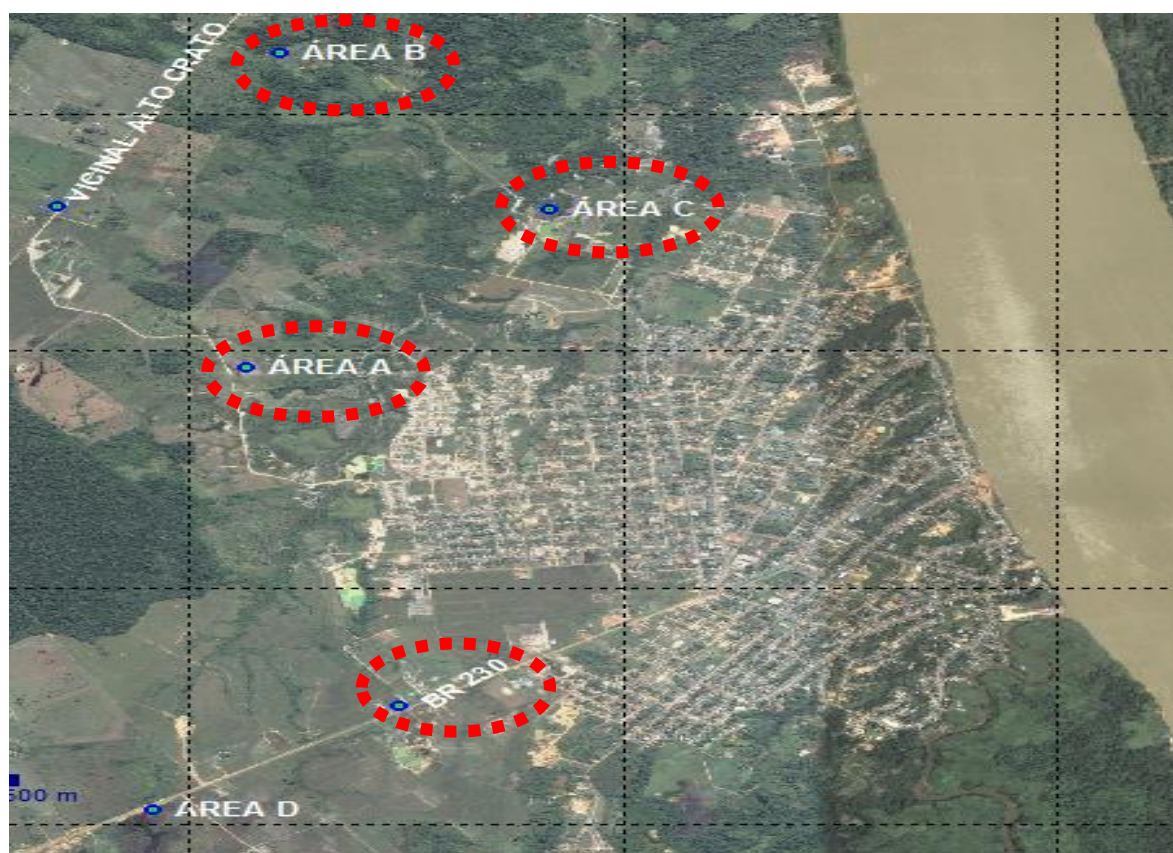 ÁREA B
VICINAL ALTO CRATO
ÁREA C
ÁREA A
BR 230
500 m
ÁREA D